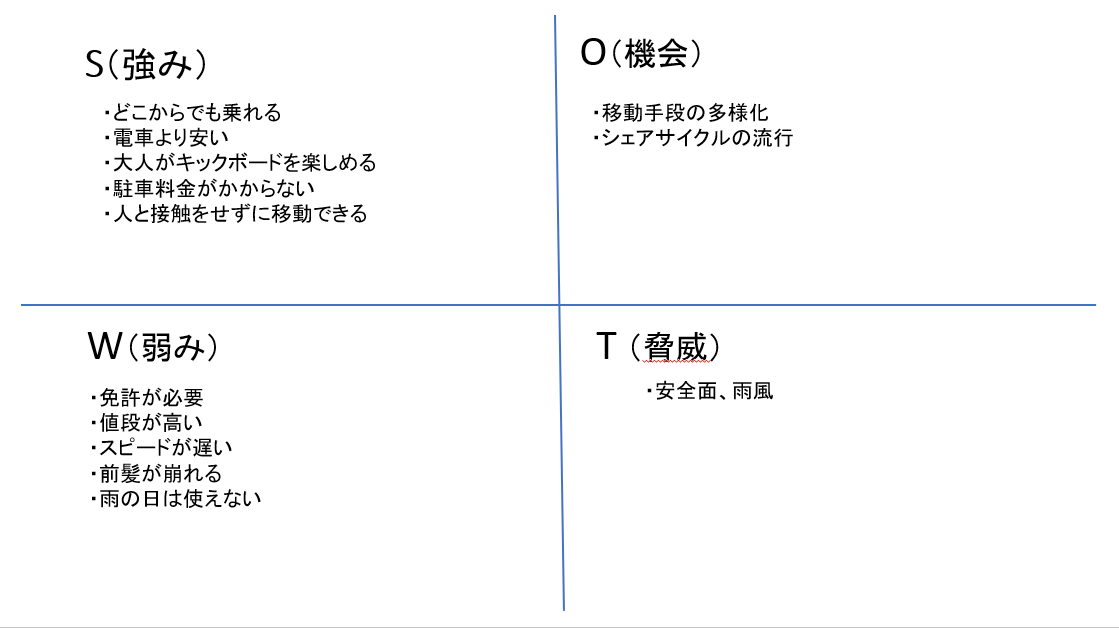 S(強み)
・どこからでも乗れる
・電車より安い
・大人がキックボードを楽しめる
・駐車料金がかからない
・人と接触をせずに移動できる
O(機会)
・移動手段の多様化
・シェアサイクルの流行
W(弱み)
・免許が必要
・値段が高い
・スピードが遅い
・前髪が崩れる
・雨の日は使えない
T (脅威)
・安全面、雨風